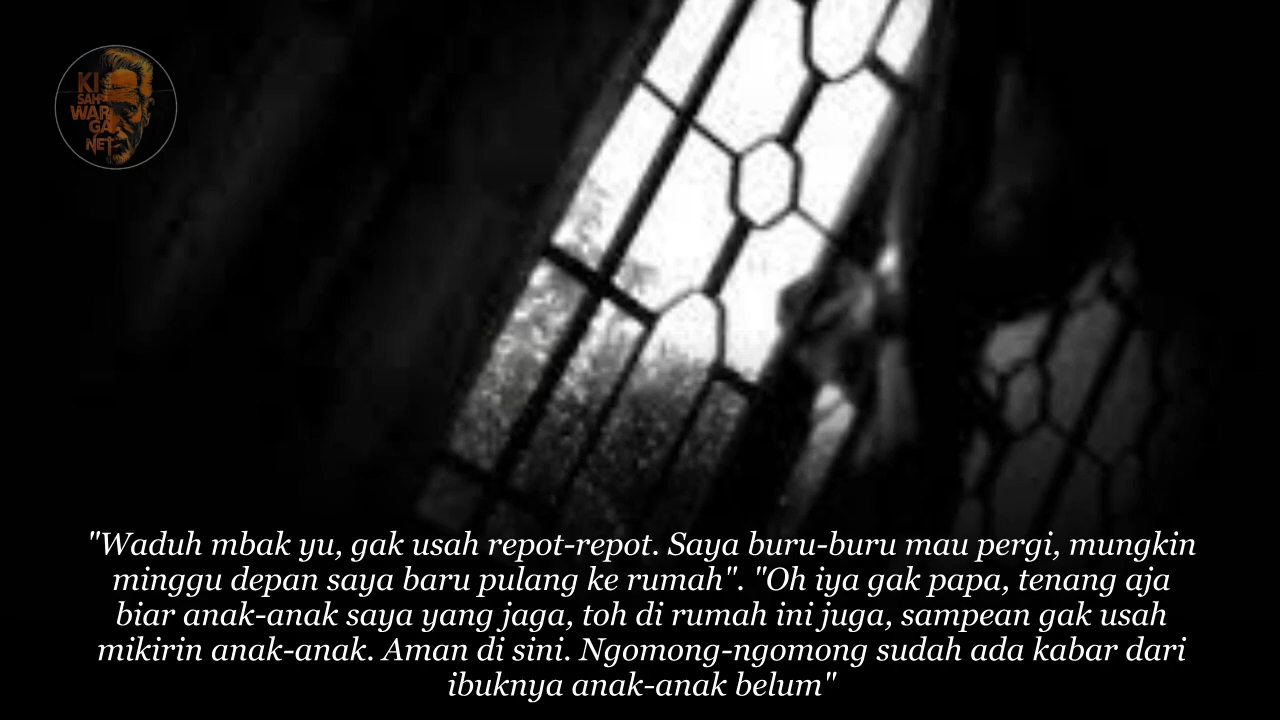 KI
SAH
WAR
GA
NET
"Waduh mbak yu, gak usah repot-repot. Saya buru-buru mau pergi, mungkin
minggu depan saya baru pulang ke rumah". "Oh iya gak papa, tenang aja
biar anak-anak saya yang jaga, toh di rumah ini juga, sampean gak usah
mikirin anak-anak. Aman di sini. Ngomong-ngomong sudah ada kabar dari
ibuknya anak-anak belum"